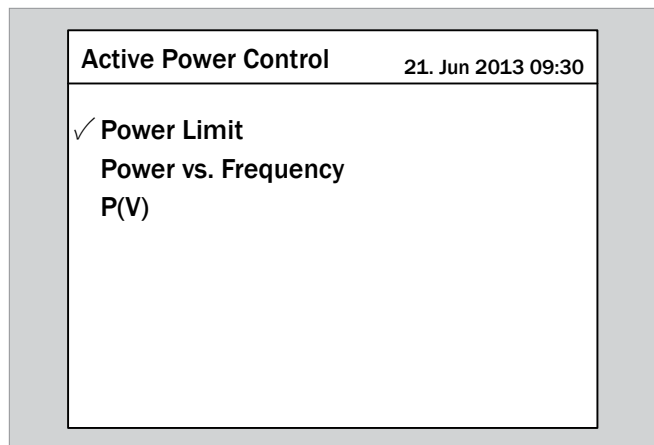 Active Power Control 21. Jun 2013 09:30
✓ Power Limit
Power vs. Frequency
P(V)